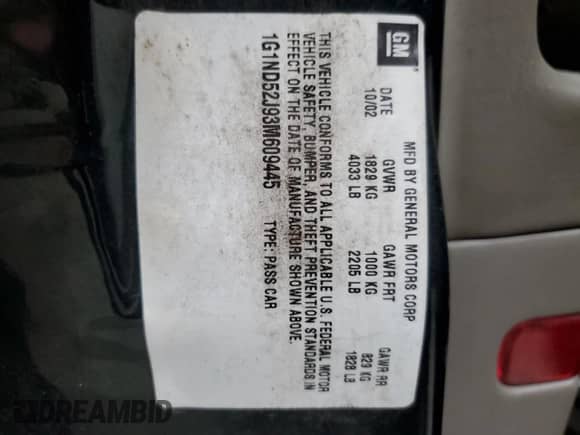 GM
MFD BY GENERAL MOTORS CORP
DATE GVWR GAWR FRT GAWR RR
10/02 1829 KG 1000 KG 829 KG
4033 LB 2205 LB 1828 LB
THIS VEHICLE CONFORMS TO ALL APPLICABLE U.S. FEDERAL MOTOR
VEHICLE SAFETY, BUMPER, AND THEFT PREVENTION STANDARDS IN
EFFECT ON THE DATE OF MANUFACTURE SHOWN ABOVE.
1G1ND52J93M609445 TYPE: PASS CAR
DREAMBID